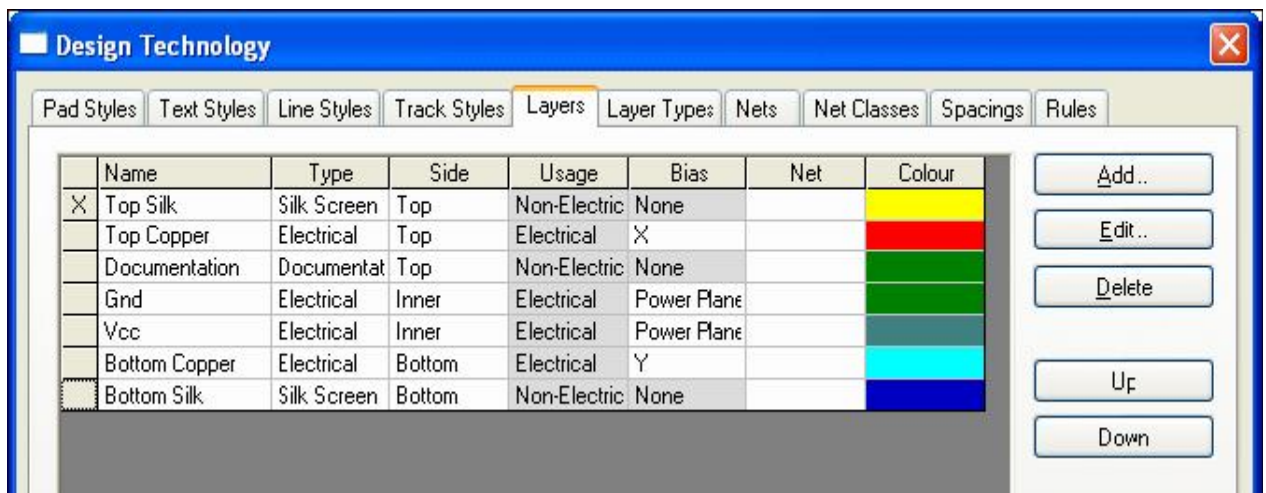 Design Technology
Pad Styles Text Styles Line Styles Track Styles Layers Layer Types Nets Net Classes Spacings Rules
Name Type Side Usage Bias Net Colour
X Top Silk Silk Screen Top Non-Electric None
Top Copper Electrical Top Electrical X
Documentation Documentat Top Non-Electric None
Gnd Electrical Inner Electrical Power Plane
Vcc Electrical Inner Electrical Power Plane
Bottom Copper Electrical Bottom Electrical Y
Bottom Silk Silk Screen Bottom Non-Electric None
Add..
Edit..
Delete
Up
Down